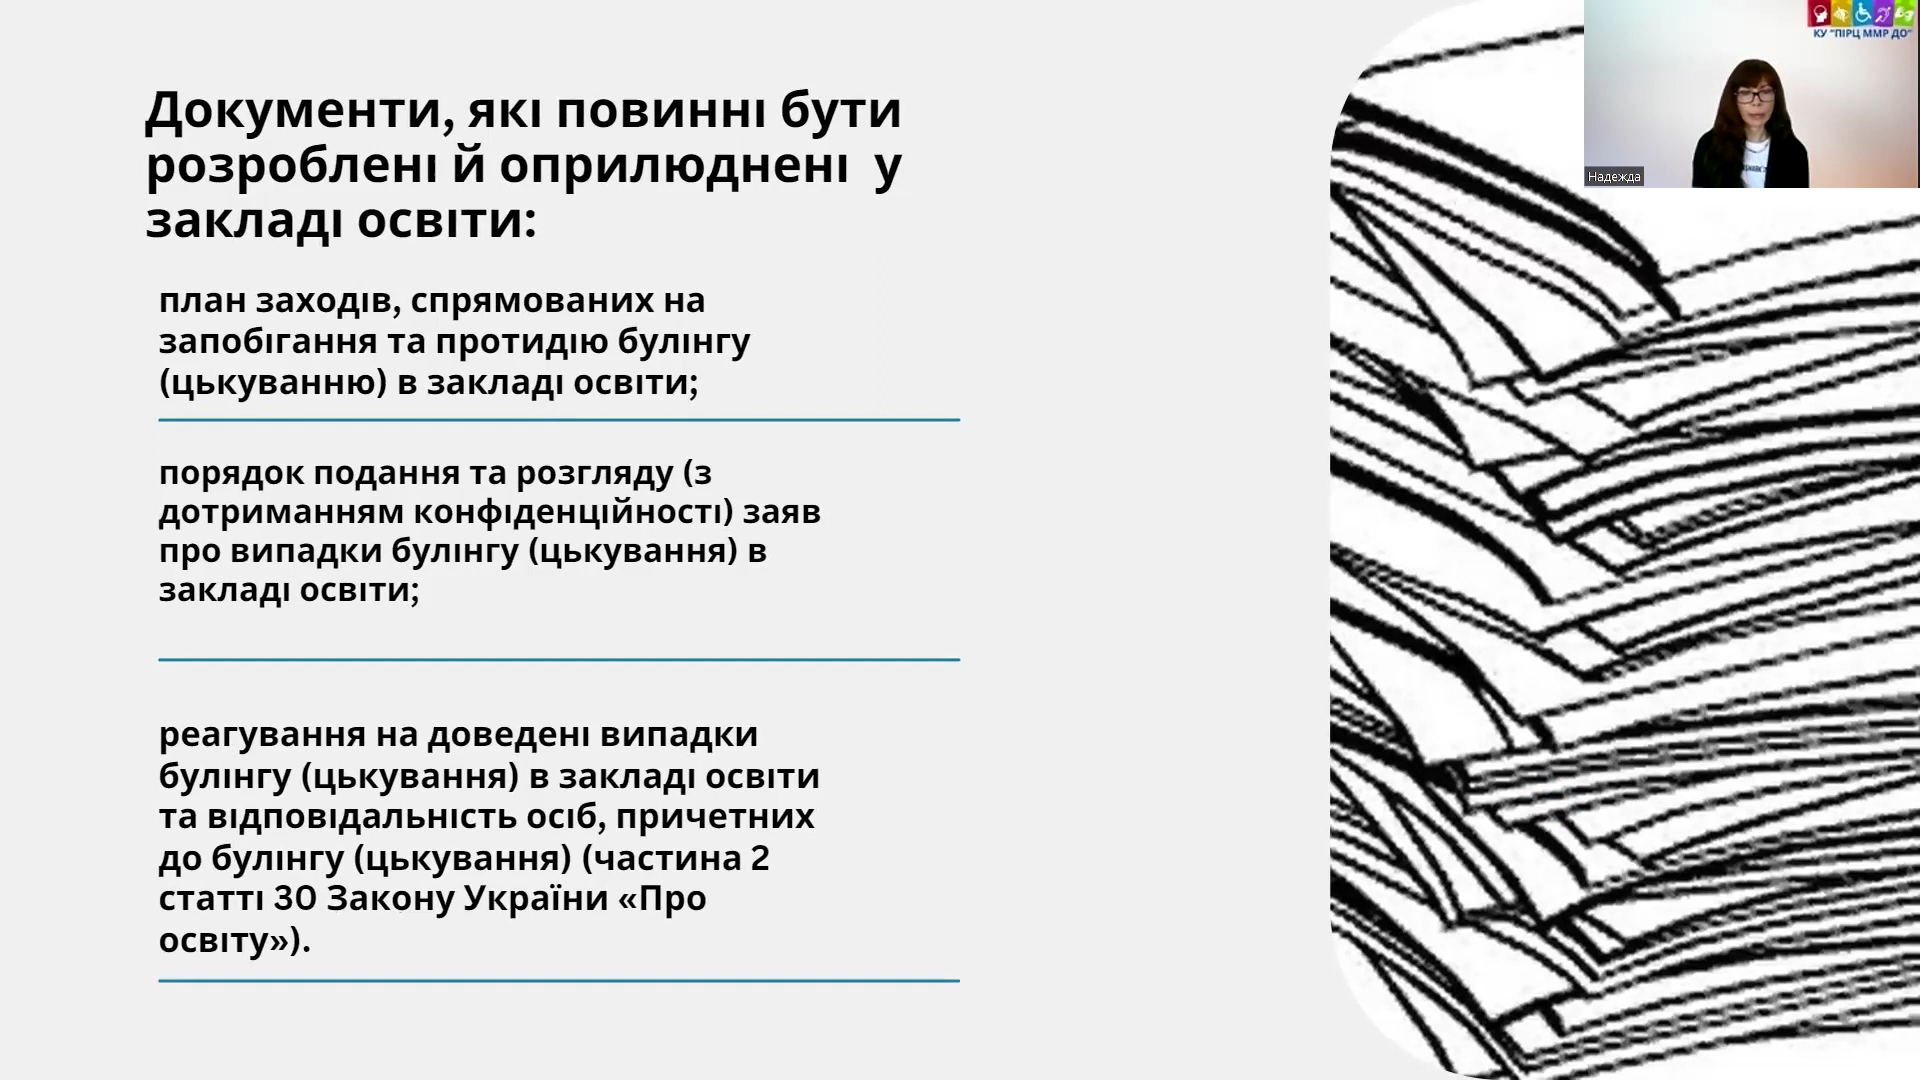 Документи, які повинні бути
розроблені й оприлюднені у
закладі освіти:
план заходів, спрямованих на
запобігання та протидію булінгу
(цькуванню) в закладі освіти;
порядок подання та розгляду (з
дотриманням конфіденційності) заяв
про випадки булінгу (цькування) в
закладі освіти;
реагування на доведені випадки
булінгу (цькування) в закладі освіти
та відповідальність осіб, причетних
до булінгу (цькування) (частина 2
статті 30 Закону України «Про
освіту»).
КУ "ПІРЦ ММР ДО"
Надежда